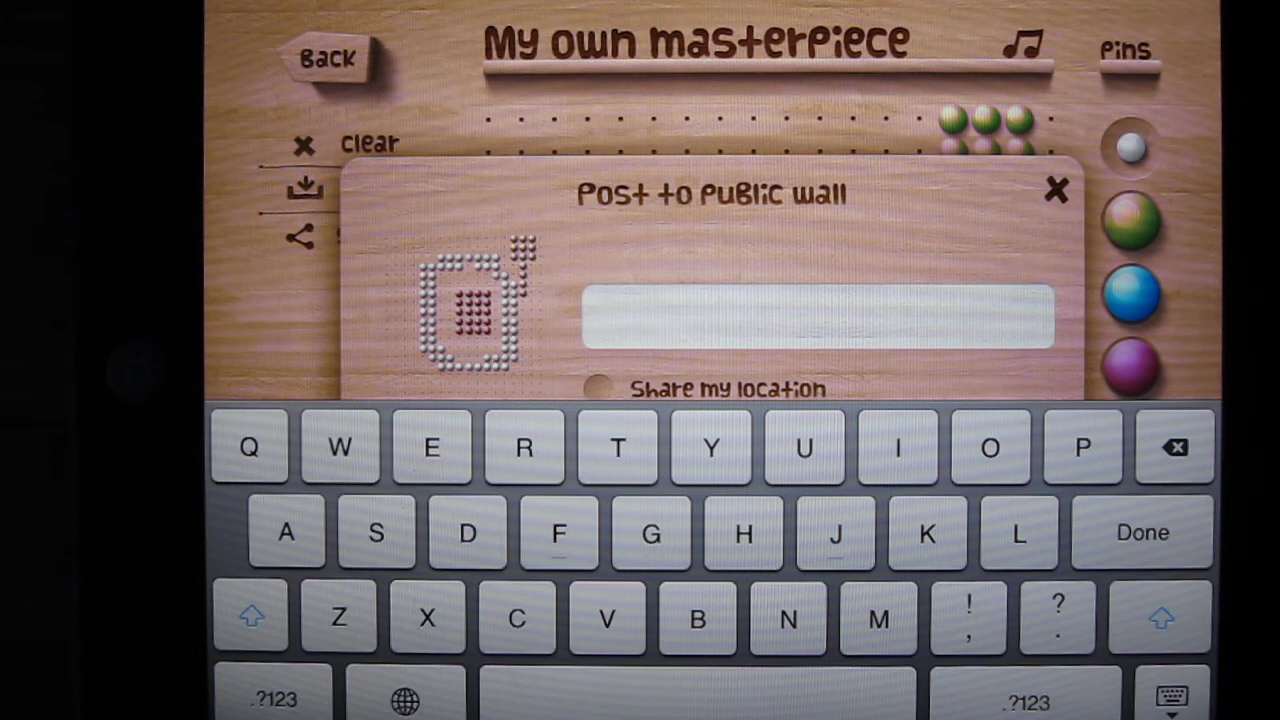 Back
My own masterpiece
Pins
clear
Post to public wall
Share my location
Q W E R T Y U I O P
A S D F G H J K L Done
Z X C V B N M ! , ? .
.?123 .?123